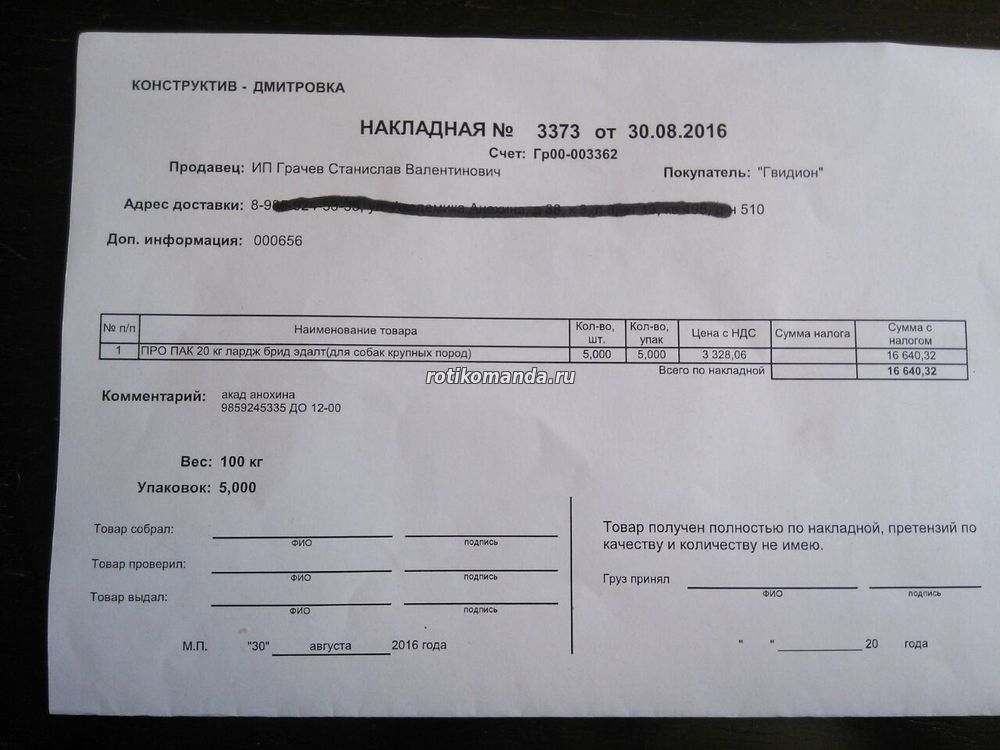 КОНСТРУКТИВ - ДМИТРОВКА
НАКЛАДНАЯ № 3373 от 30.08.2016
Счет: Гр00-003362
Продавец: ИП Грачев Станислав Валентинович Покупатель: "Гвидион"
Адрес доставки: 510
Доп. информация: 000656
№ п/п Наименование товара Кол-во, шт. Кол-во, упак Цена с НДС Сумма налога Сумма с налогом
1 ПРО ПАК 20 кг лардж брид эдалт(для собак крупных пород) 5,000 5,000 3 328,06 16 640,32
Всего по накладной 16 640,32
rotikomanda.ru
Комментарий: акад анохина
9859245335 ДО 12-00
Вес: 100 кг
Упаковок: 5,000
Товар собрал:
ФИО подпись
Товар проверил:
ФИО подпись
Товар выдал:
ФИО подпись
М.П. "30" августа 2016 года
Товар получен полностью по накладной, претензий по
качеству и количеству не имею.
Груз принял
ФИО подпись
" " 20 года